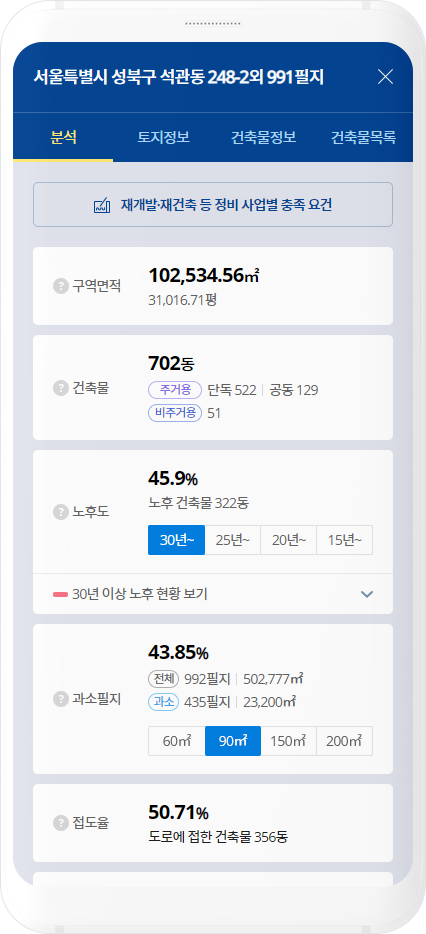 서울특별시 성북구 석관동 248-2외 991필지
분석 토지정보 건축물정보 건축물목록
재개발·재건축 등 정비 사업별 충족 요건
? 구역면적
102,534.56㎡
31,016.71평
? 건축물
702동
주거용 단독 522 | 공동 129
비주거용 51
? 노후도
45.9%
노후 건축물 322동
30년~ 25년~ 20년~ 15년~
30년 이상 노후 현황 보기
? 과소필지
43.85%
전체 992필지 | 502,777㎡
과소 435필지 | 23,200㎡
60㎡ 90㎡ 150㎡ 200㎡
? 접도율
50.71%
도로에 접한 건축물 356동